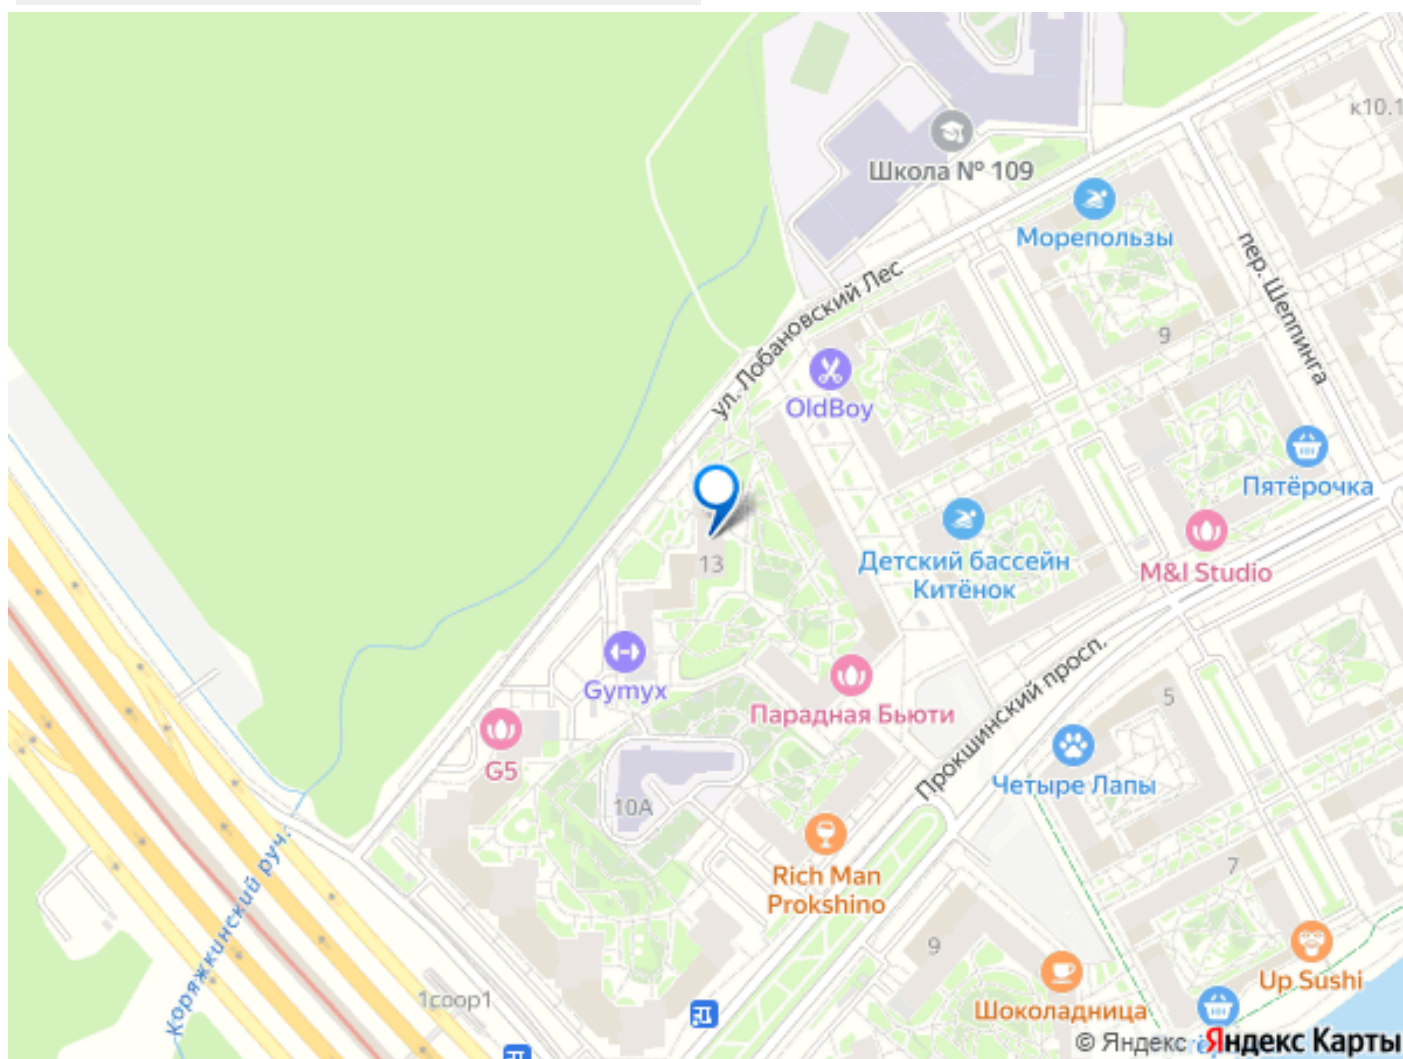 к10.1
Школа № 109
Морепользы
пер. Шеппинга
ул. Лобановский Лес
9
OldBoy
Пятёрочка
13
Детский бассейн
Китёнок
M&I Studio
Gymyx
Парадная Бьюти
Прокшинский просп.
5
G5
Четыре Лапы
10А
Rich Man
Prokshino
7
Коряжкинский руч.
9
Up Sushi
1соор1
Шоколадница
© Яндекс Яндекс Карты